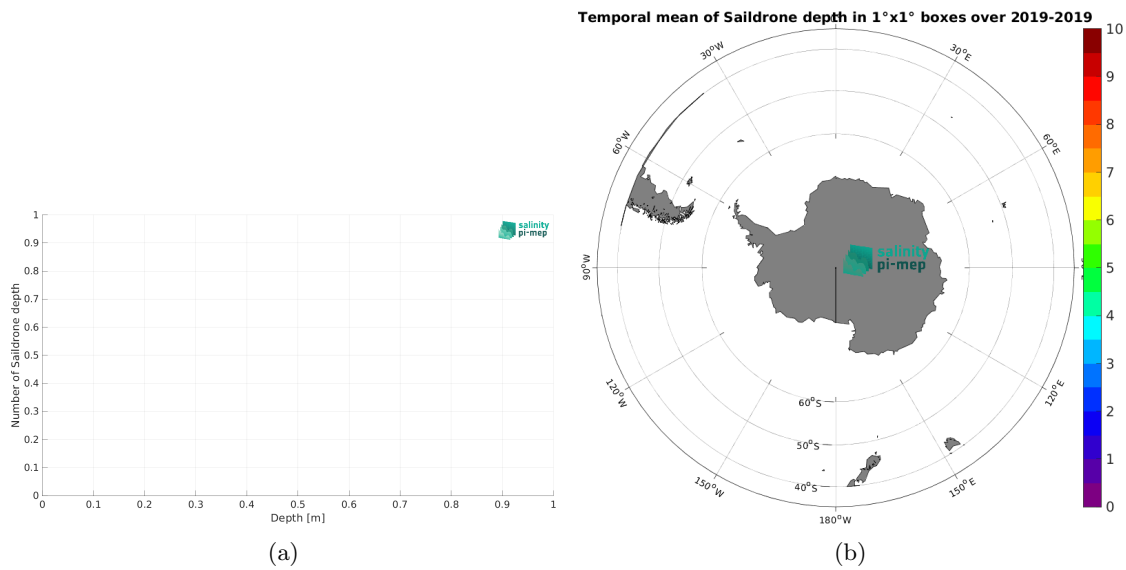 Temporal mean of Saildrone depth in 1°x1° boxes over 2019-2019
30°W
30°E
60°W
60°E
90°W
120°W
120°E
150°W
150°E
180°W
60°S
50°S
40°S
salinity
pi-mep
10
9
8
7
6
5
4
3
2
1
0
Number of Saildrone depth
1
0.9
0.8
0.7
0.6
0.5
0.4
0.3
0.2
0.1
0
0
0.1
0.2
0.3
0.4
0.5
0.6
0.7
0.8
0.9
1
Depth [m]
salinity
pi-mep
(a)
(b)